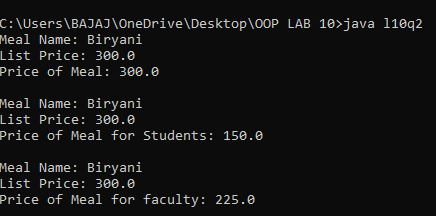 C:\Users\BAJAJ\OneDrive\Desktop\OOP LAB 10>java l10q2
Meal Name: Biryani
List Price: 300.0
Price of Meal: 300.0
Meal Name: Biryani
List Price: 300.0
Price of Meal for Students: 150.0
Meal Name: Biryani
List Price: 300.0
Price of Meal for faculty: 225.0